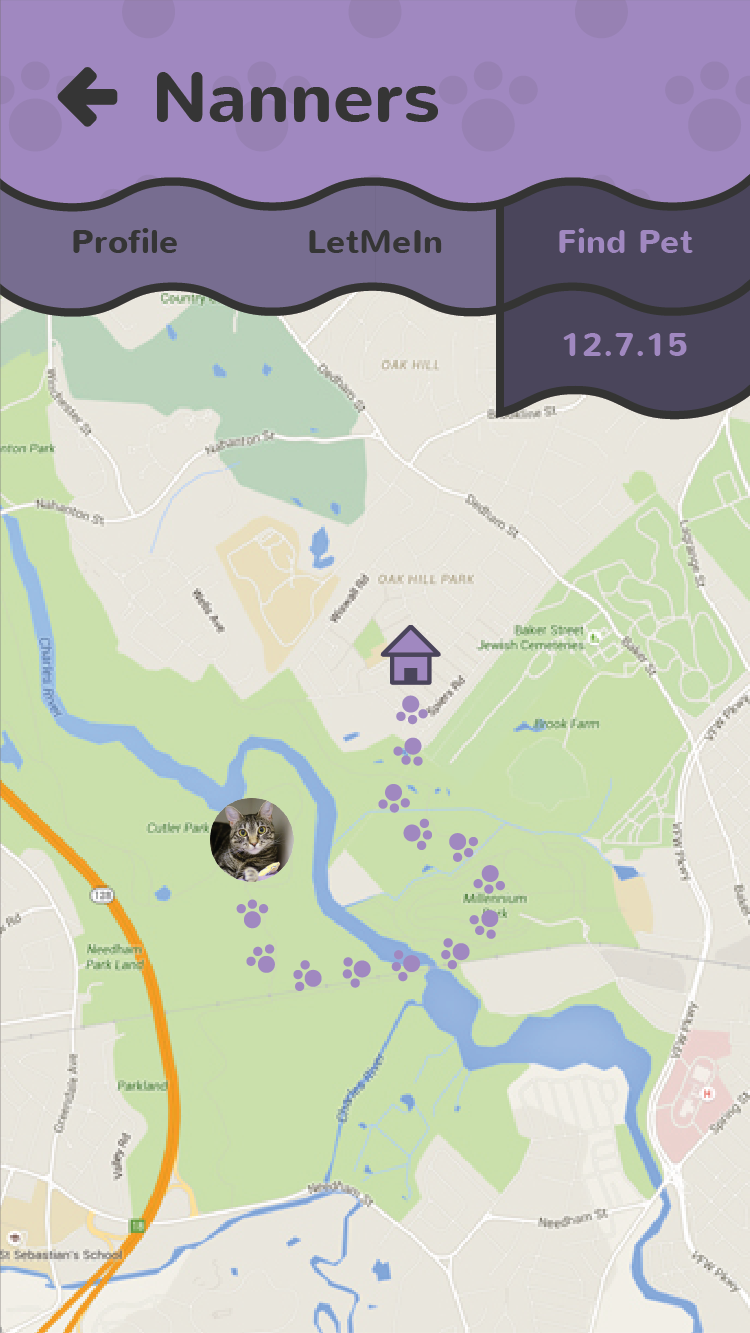 Nanners
Profile
LetMeIn
Find Pet
12.7.15
Country
OAK HILL
Dedham St
Brookline St
Winchester St
Nahanton St
nton Park
Nahanton St
Dedham St
Lagrange St
OAK HILL PARK
Wells Ave
Wiswall Rd
Baker Street
Jewish Cemeteries
Baker St
Charles River
Brook Farm
VFW Pkwy
Cutler Park
VFW Pkwy
128
Millennium
Park
Baker
w Rd
Needham
Park Land
VFW Pkwy
Greendale Ave
Parkland
Charles River
H
Spring St
Valley Rd
Needham St
Needham St
St Sebastian's School
VFW Pkwy